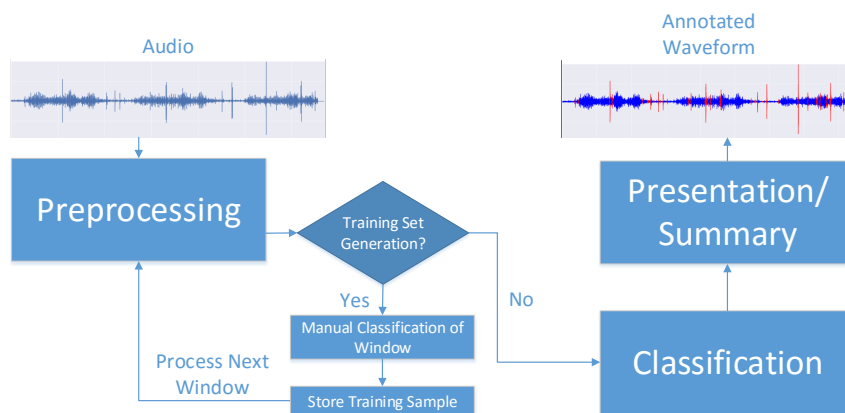 Audio
Preprocessing
Training Set
Generation?
Yes
Manual Classification of
Window
Store Training Sample
Process Next
Window
No
Classification
Presentation/
Summary
Annotated
Waveform